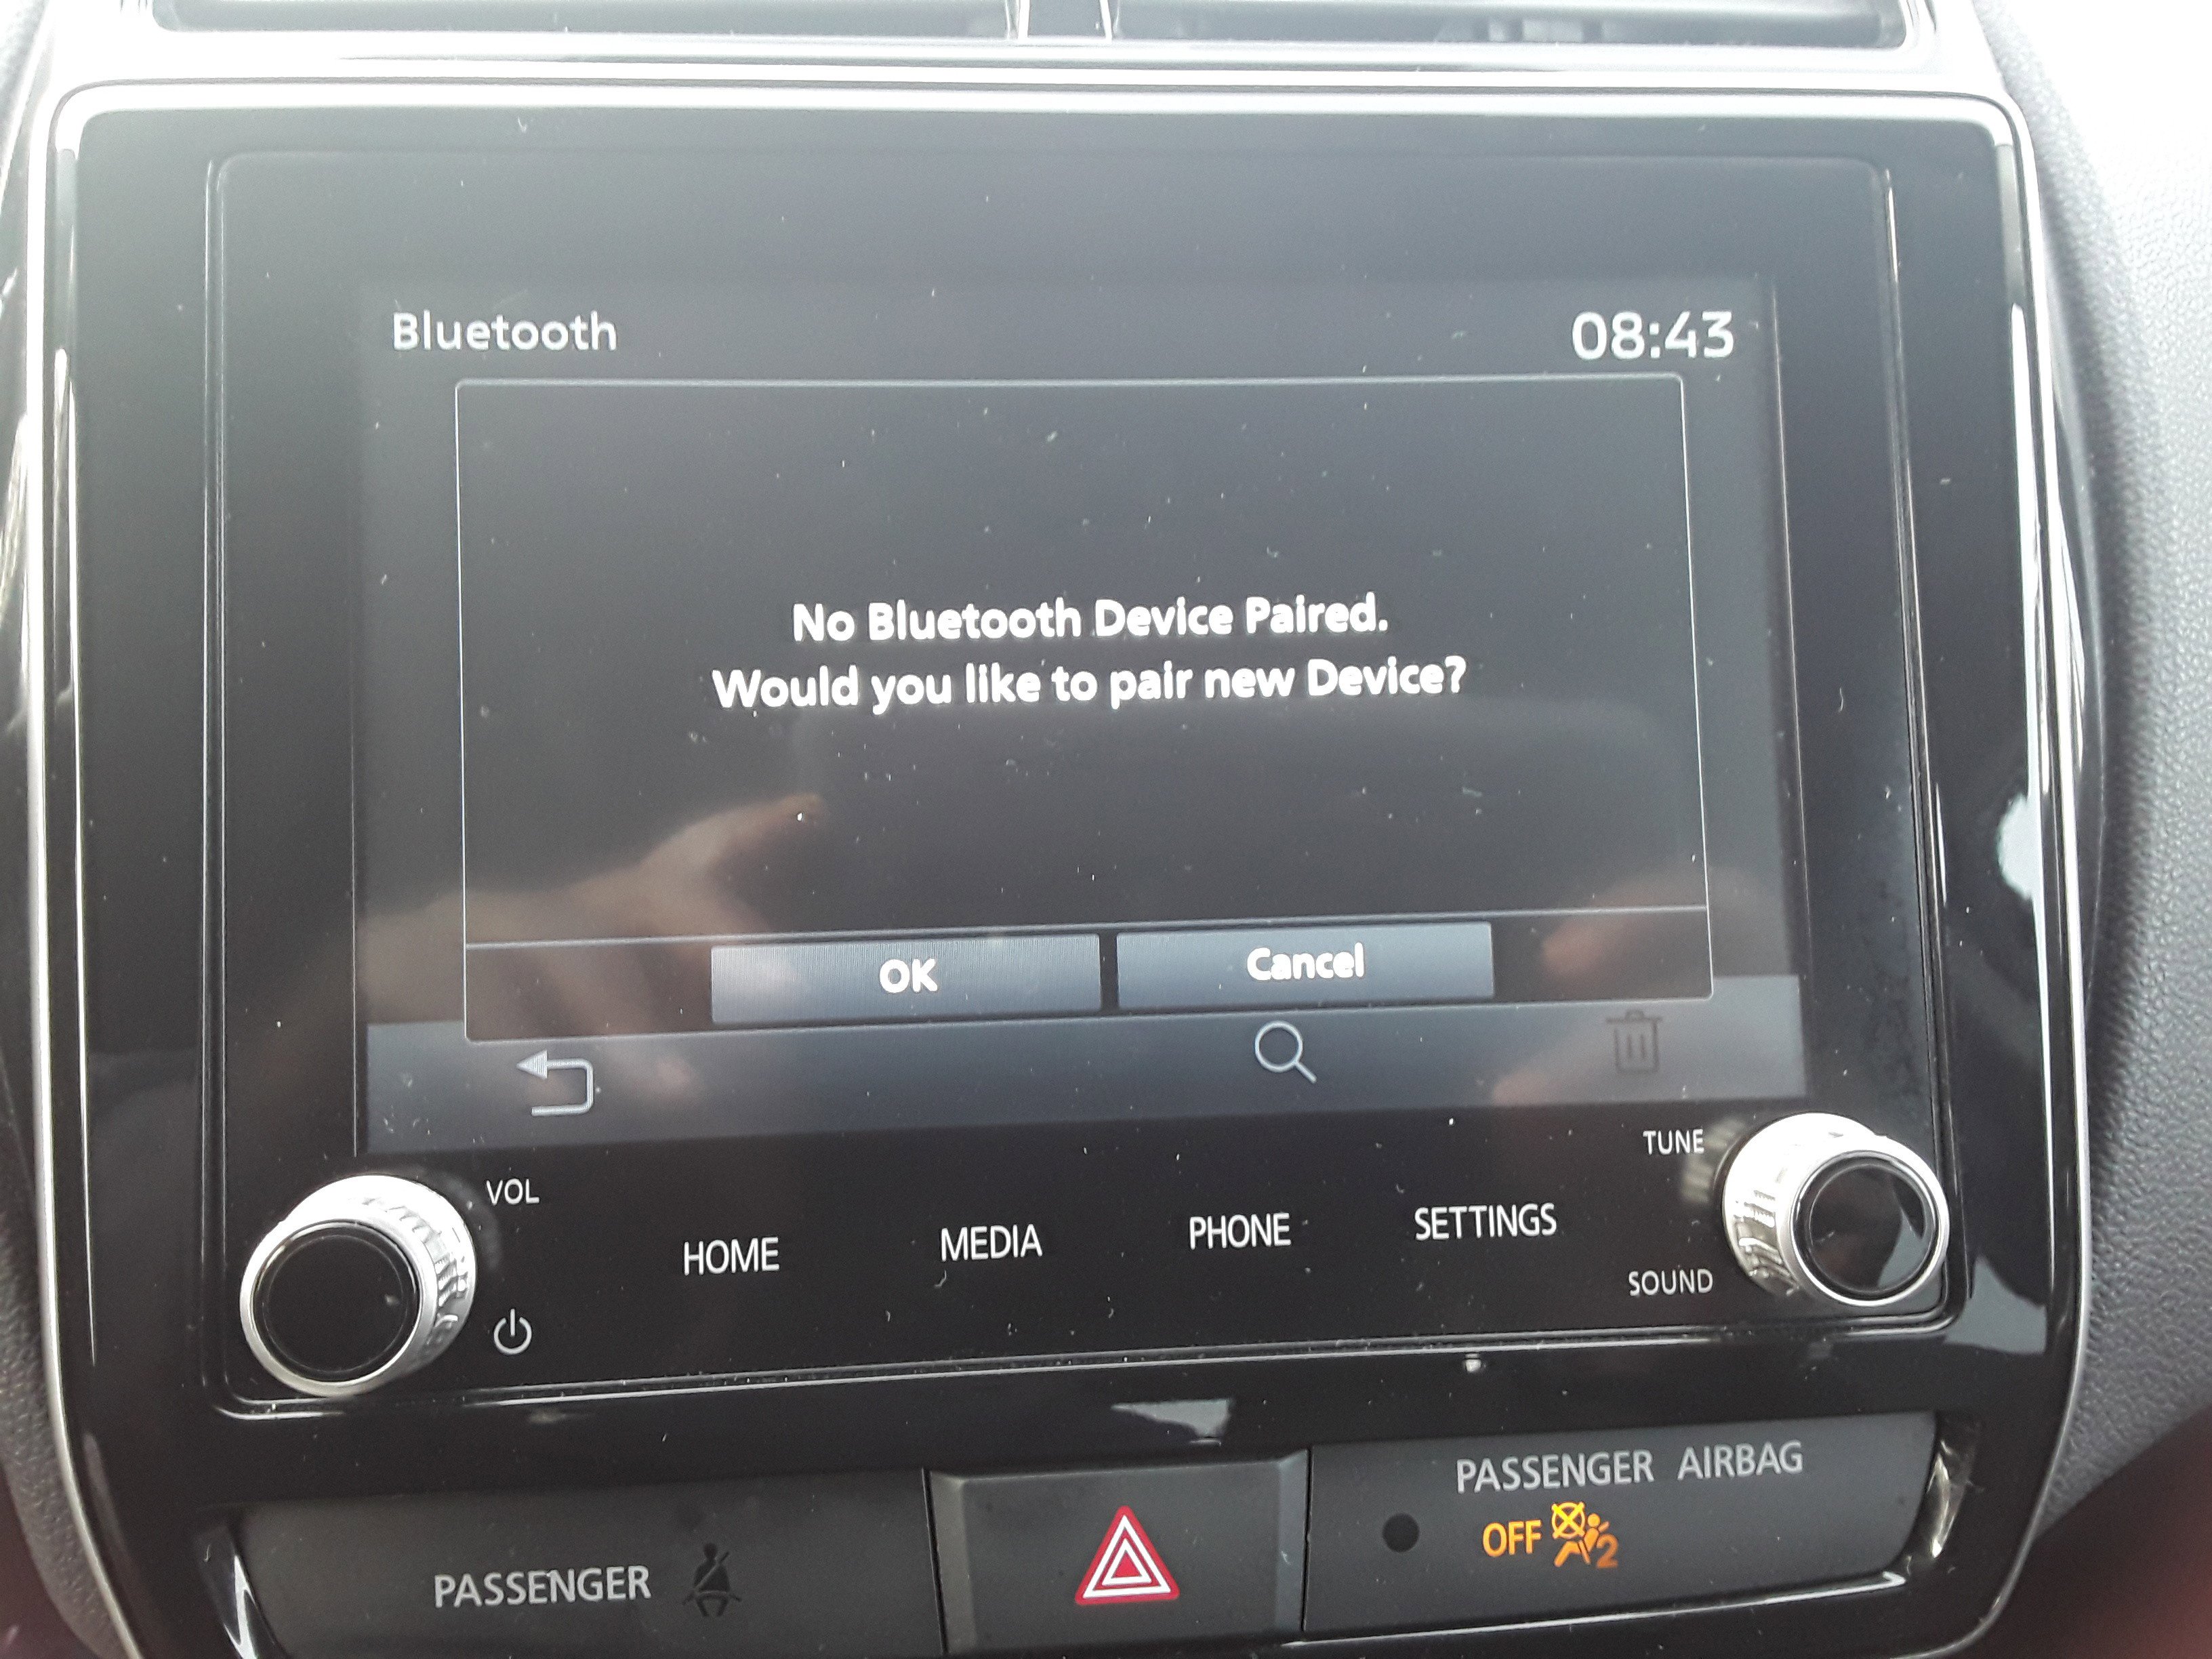 Bluetooth
08:43
No Bluetooth Device Paired.
Would you like to pair new Device?
OK
Cancel
VOL
TUNE
HOME
MEDIA
PHONE
SETTINGS
SOUND
PASSENGER AIRBAG
OFF 2
PASSENGER